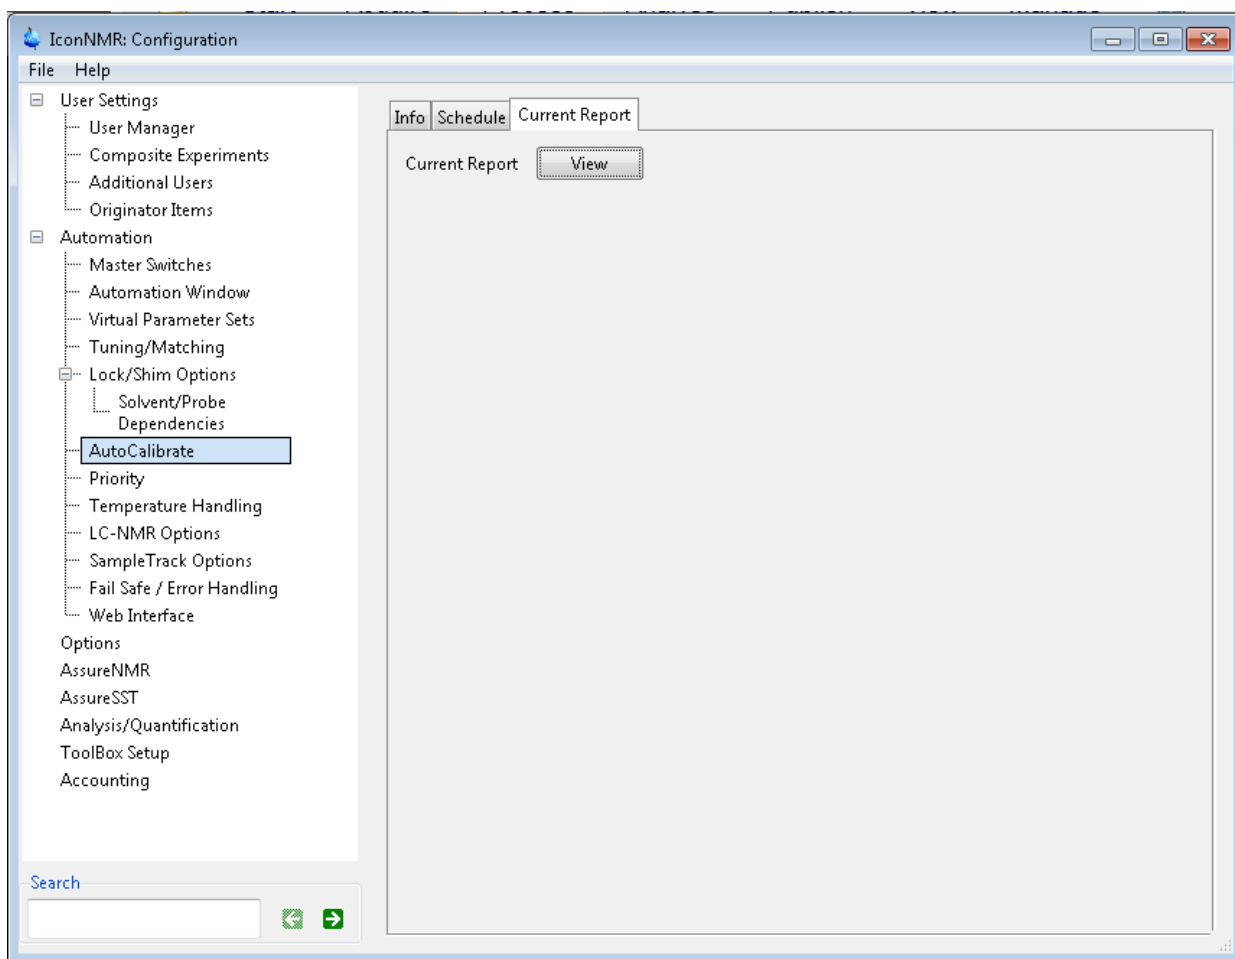 IconNMR: Configuration
File Help
User Settings
User Manager
Composite Experiments
Additional Users
Originator Items
Automation
Master Switches
Automation Window
Virtual Parameter Sets
Tuning/Matching
Lock/Shim Options
Solvent/Probe
Dependencies
AutoCalibrate
Priority
Temperature Handling
LC-NMR Options
SampleTrack Options
Fail Safe / Error Handling
Web Interface
Options
AssureNMR
AssureSST
Analysis/Quantification
ToolBox Setup
Accounting
Search
Info Schedule Current Report
Current Report View